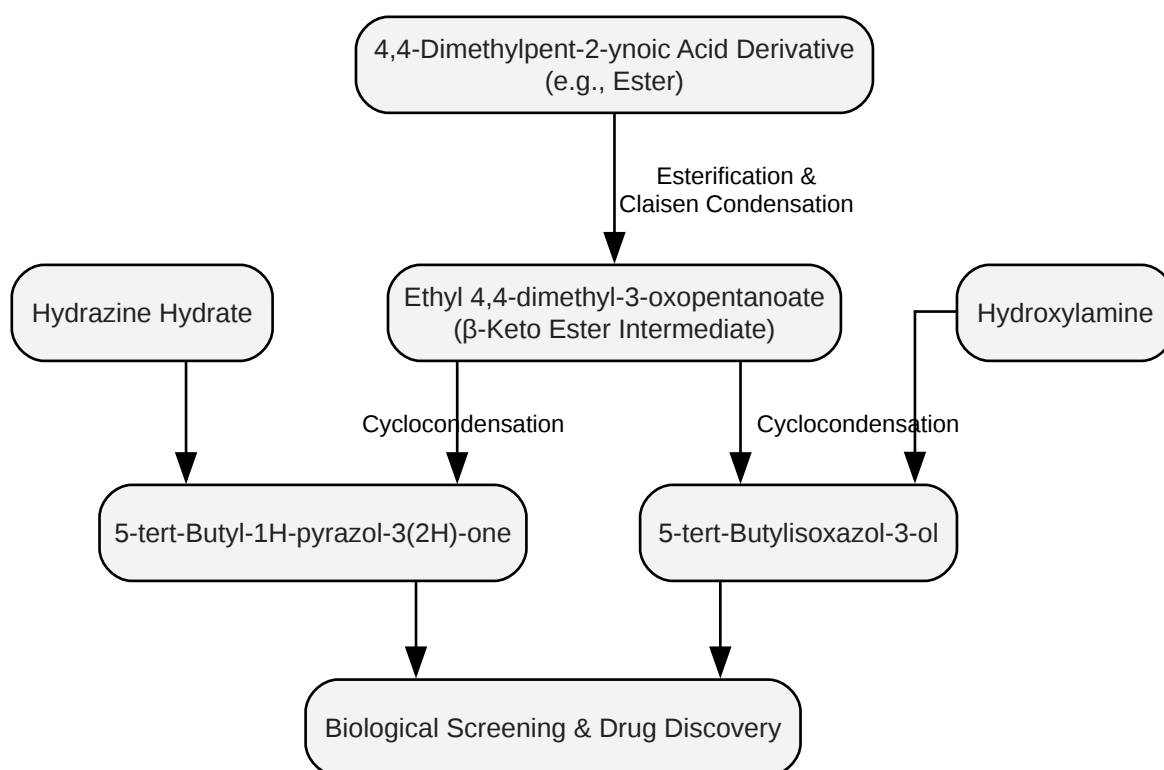 4,4-Dimethylpent-2-ynoic Acid Derivative
(e.g., Ester)
Esterification &
Claisen Condensation
Hydrazine Hydrate
Ethyl 4,4-dimethyl-3-oxopentanoate
(β-Keto Ester Intermediate)
Hydroxylamine
Cyclocondensation
Cyclocondensation
5-tert-Butyl-1H-pyrazol-3(2H)-one
5-tert-Butylisoxazol-3-ol
Biological Screening & Drug Discovery